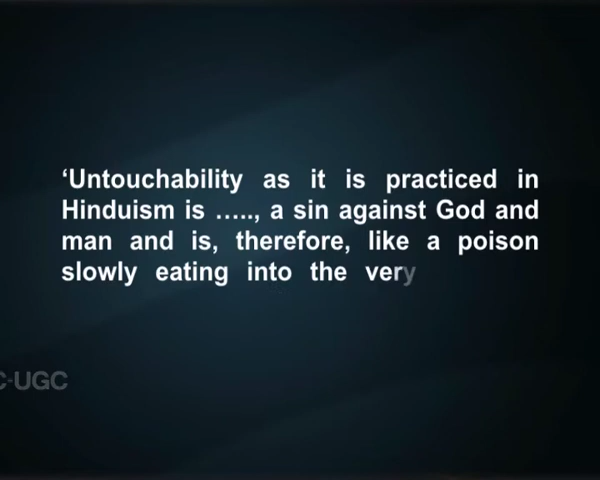 ‘Untouchability as it is practiced in
Hinduism is ….., a sin against God and
man and is, therefore, like a poison
slowly eating into the very
C-UGC